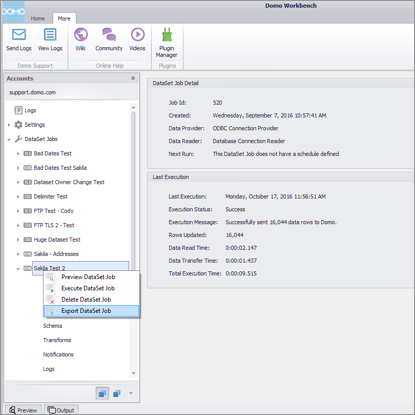 DOMO
Domo Workbench
Home More
Send Logs View Logs Wiki Community Videos Plugin Manager
Domo Support Online Help Plugins
Accounts
support.domo.com
Logs
Settings
DataSet Jobs
Bad Dates Test
Bad Dates Test Sakila
Dataset Owner Change Test
Delimiter Test
FTP Test - Cody
FTP TLS 2 - Test
Huge Dataset Test
Sakila - Addresses
Sakila Test 2
Preview DataSet Job
Execute DataSet Job
Delete DataSet Job
Export DataSet Job
Schema
Transforms
Notifications
Logs
Preview Output
DataSet Job Detail
Job Id: 520
Created: Wednesday, September 7, 2016 10:57:41 AM
Data Provider: ODBC Connection Provider
Data Reader: Database Connection Reader
Next Run: This DataSet Job does not have a schedule defined
Last Execution
Last Execution: Monday, October 17, 2016 11:56:51 AM
Execution Status: Success
Execution Message: Successfully sent 16,044 data rows to Domo.
Rows Updated: 16,044
Data Read Time: 0:00:02.147
Data Transfer Time: 0:00:01.437
Total Execution Time: 0:00:09.515